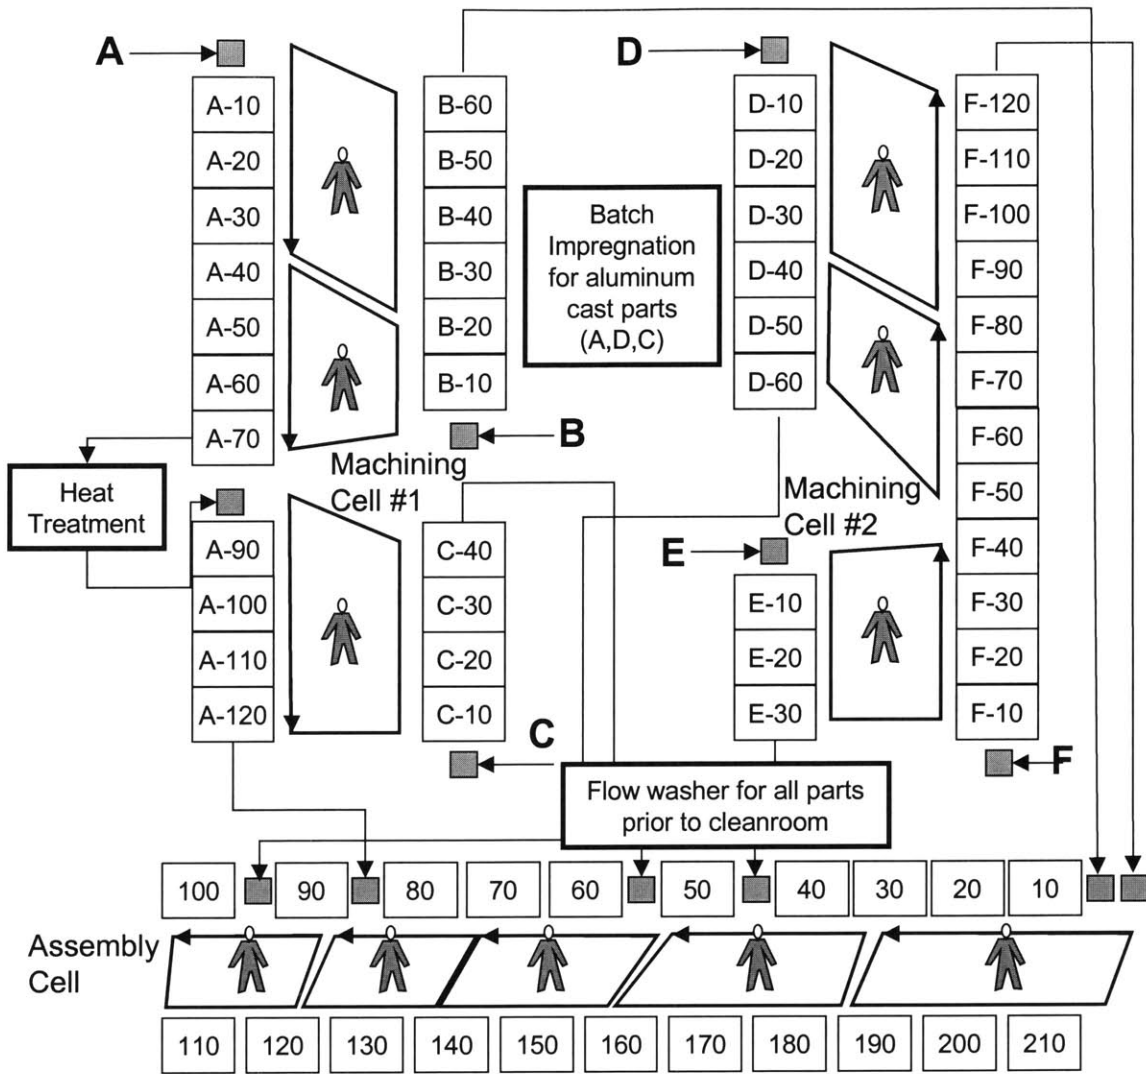 A
A-10
A-20
A-30
A-40
A-50
A-60
A-70
Heat
Treatment
A-90
A-100
A-110
A-120
B-60
B-50
B-40
B-30
B-20
B-10
B
Machining
Cell #1
C-40
C-30
C-20
C-10
C
Batch
Impregnation
for aluminum
cast parts
(A,D,C)
D
D-10
D-20
D-30
D-40
D-50
D-60
Machining
Cell #2
E
E-10
E-20
E-30
F-120
F-110
F-100
F-90
F-80
F-70
F-60
F-50
F-40
F-30
F-20
F-10
F
Flow washer for all parts
prior to cleanroom
100 90 80 70 60 50 40 30 20 10
Assembly
Cell
110 120 130 140 150 160 170 180 190 200 210